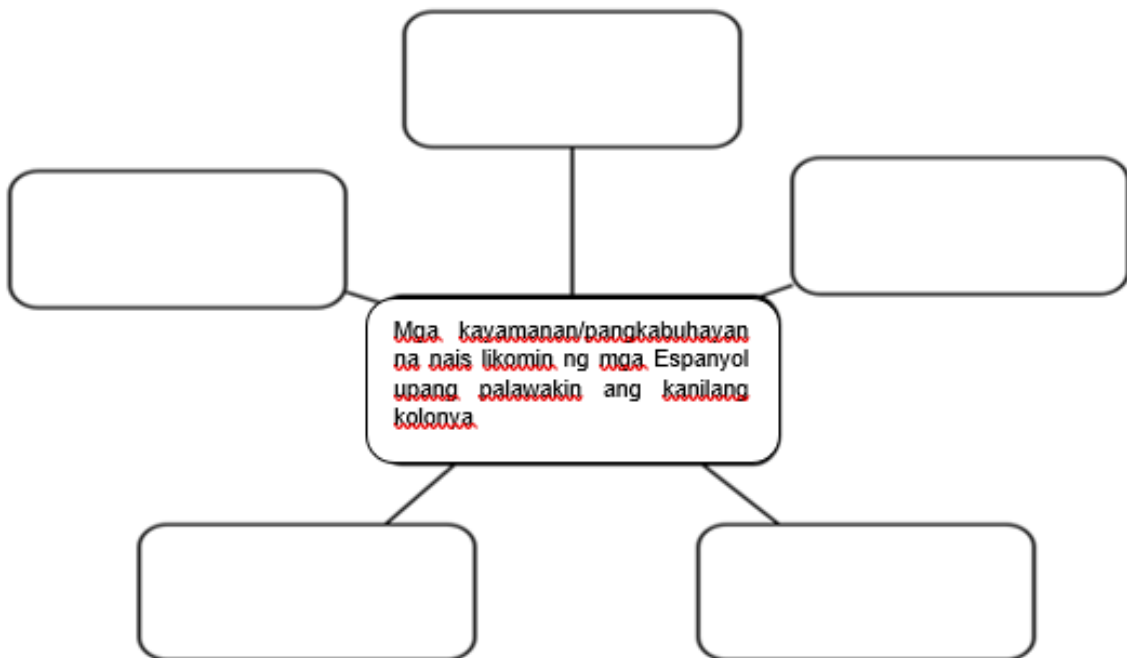 Mga kayamanan/pangkabuhayan
na nais likomin ng mga Espanyol
upang palawakin ang kanilang
kolonya